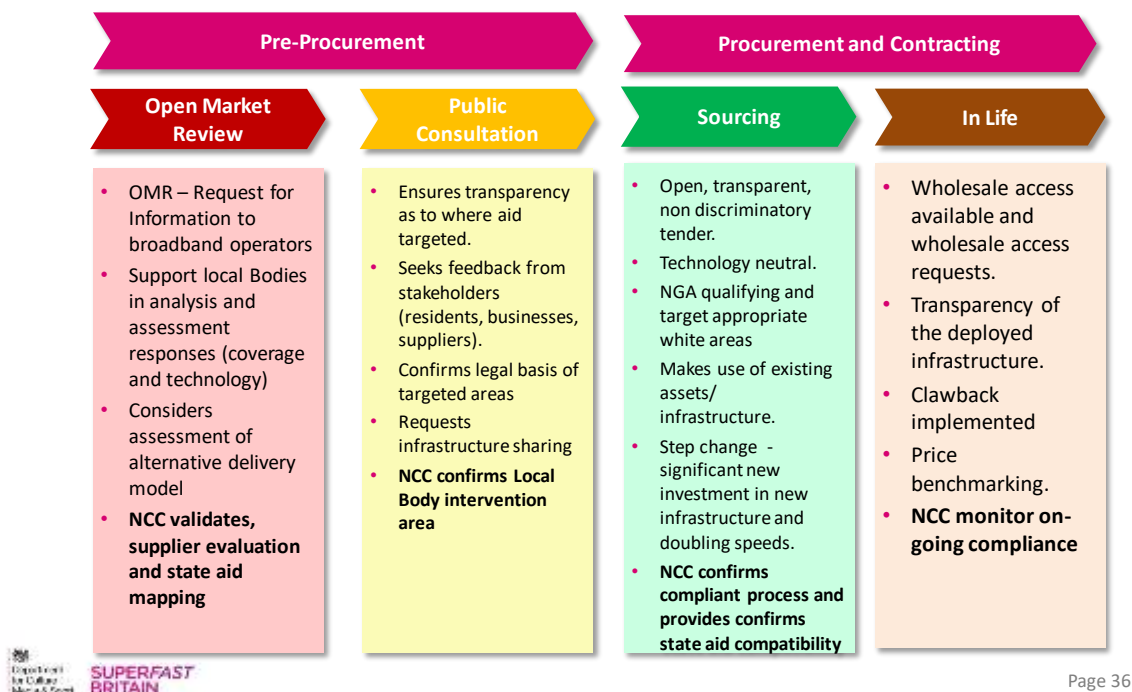 Pre-Procurement
Procurement and Contracting
Open Market
Review
Public
Consultation
Sourcing
In Life
• OMR – Request for
Information to
broadband operators
• Support local Bodies
in analysis and
assessment
responses (coverage
and technology)
• Considers
assessment of
alternative delivery
model
• NCC validates,
supplier evaluation
and state aid
mapping
• Ensures transparency
as to where aid
targeted.
• Seeks feedback from
stakeholders
(residents, businesses,
suppliers).
• Confirms legal basis of
targeted areas
• Requests
infrastructure sharing
• NCC confirms Local
Body intervention
area
• Open, transparent,
non discriminatory
tender.
• Technology neutral.
• NGA qualifying and
target appropriate
white areas
• Makes use of existing
assets/
infrastructure.
• Step change -
significant new
investment in new
infrastructure and
doubling speeds.
• NCC confirms
compliant process and
provides confirms
state aid compatibility
• Wholesale access
available and
wholesale access
requests.
• Transparency of
the deployed
infrastructure.
• Clawback
implemented
• Price
benchmarking.
• NCC monitor on-
going compliance
Department
for Culture
Media & Sport
SUPERFAST
BRITAIN
Page 36